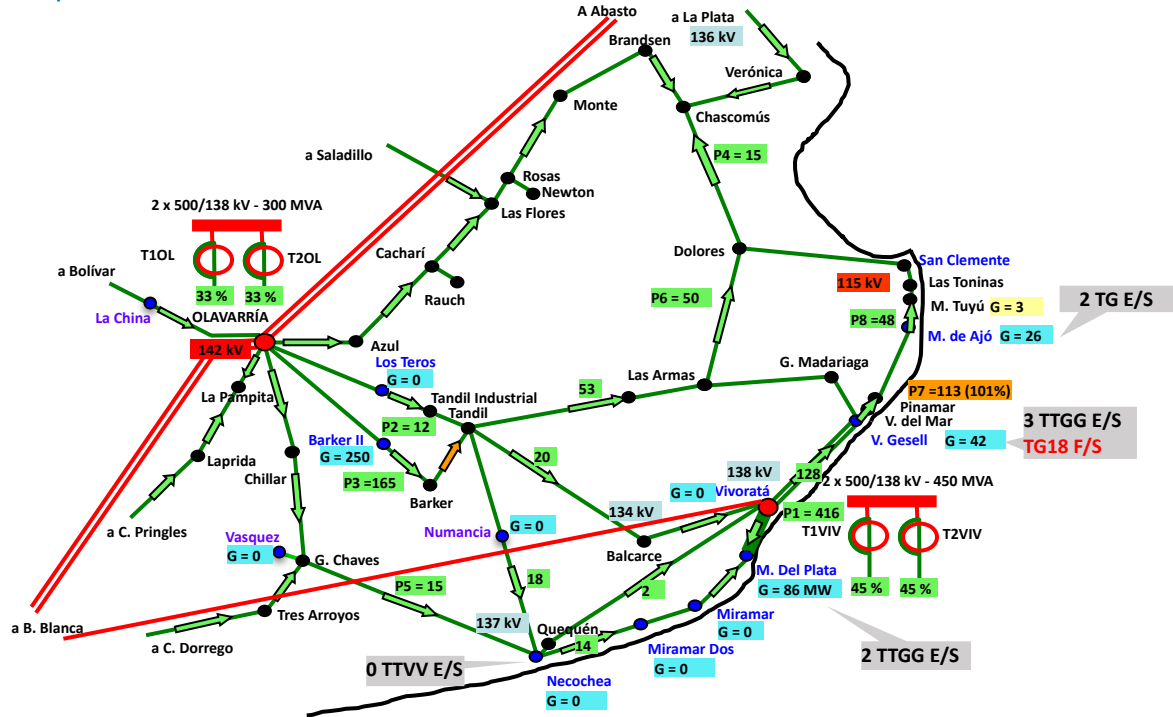 A Abasto
a La Plata
136 kV
Brandsen
Verónica
Monte
Chascomús
a Saladillo
P4 = 15
Rosas
Newton
Las Flores
2 x 500/138 kV - 300 MVA
T1OL
T2OL
Cacharí
Dolores
San Clemente
Las Toninas
115 kV
a Bolívar
Rauch
33 %
33 %
P6 = 50
M. Tuyú
G = 3
2 TG E/S
La China
OLAVARRÍA
P8 =48
M. de Ajó
G = 26
142 kV
Azul
Los Teros
G = 0
Las Armas
G. Madariaga
53
La Pampita
Tandil Industrial
Tandil
P7 =113 (101%)
Pinamar
V. del Mar
V. Gesell
G = 42
3 TTGG E/S
TG18 F/S
P2 = 12
Barker II
G = 250
Laprida
Chillar
P3 =165
20
138 kV
128
2 x 500/138 kV - 450 MVA
Barker
G = 0
Vivoratá
134 kV
P1 = 416
T1VIV
T2VIV
a C. Pringles
Numancia
G = 0
Vasquez
G = 0
Balcarce
G. Chaves
M. Del Plata
G = 86 MW
45 %
45 %
P5 = 15
18
2
Tres Arroyos
Miramar
G = 0
a B. Blanca
137 kV
Quequén
14
a C. Dorrego
Miramar Dos
G = 0
2 TTGG E/S
0 TTVV E/S
Necochea
G = 0